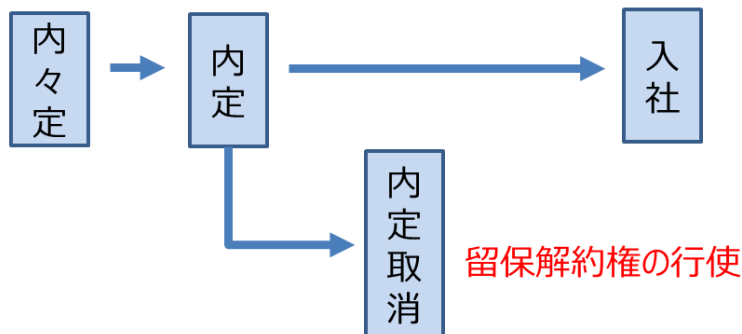 内々定
内定
入社
内定取消
留保解約権の行使